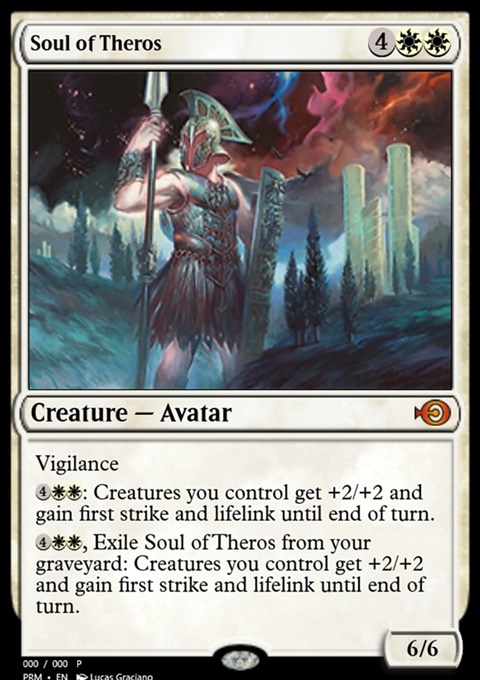 Soul of Theros 4
Creature — Avatar
Vigilance
4, : Creatures you control get +2/+2 and
gain first strike and lifelink until end of turn.
4, Exile Soul of Theros from your
graveyard: Creatures you control get +2/+2
and gain first strike and lifelink until end of
turn.
6/6
000 / 000 P
PRM • EN Lucas Graciano